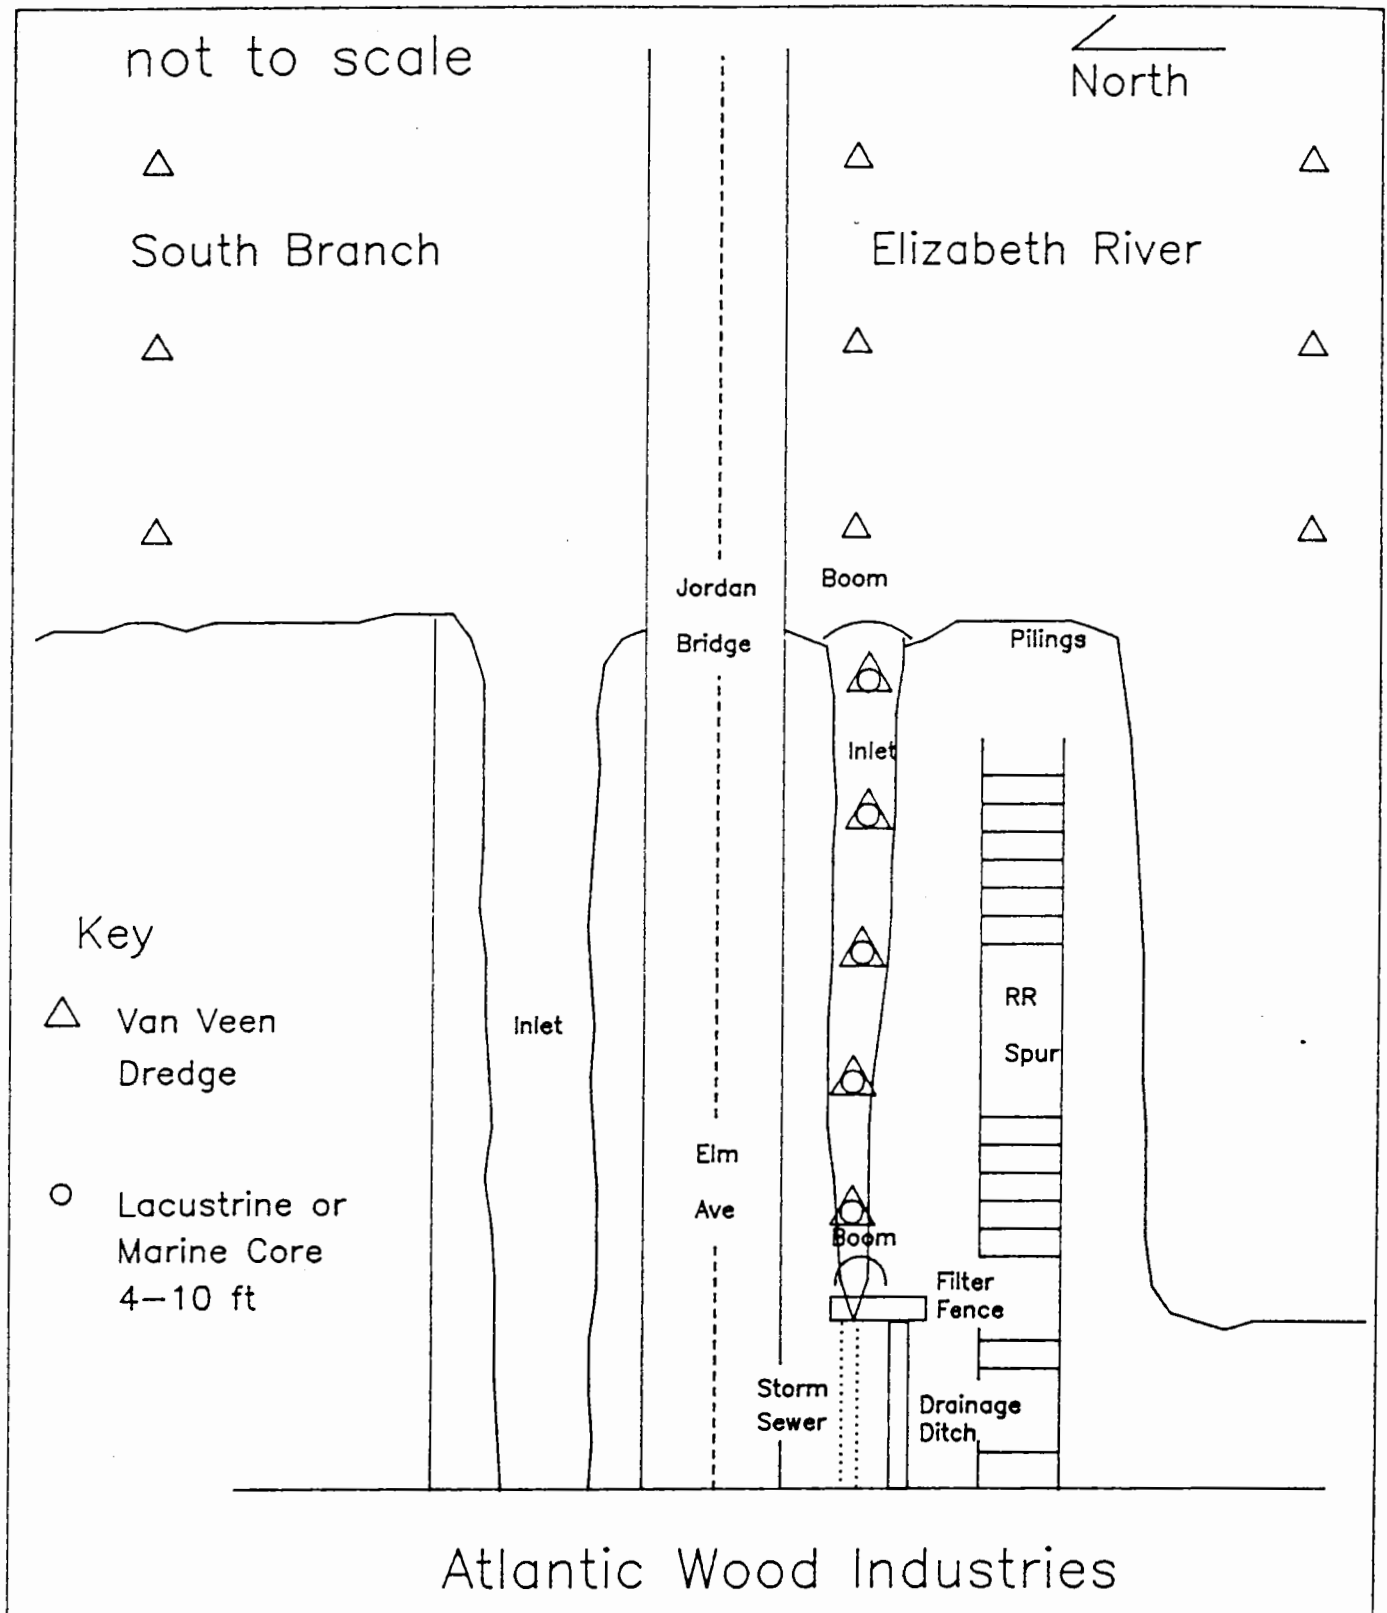 not to scale
North
South Branch
Elizabeth River
Jordan
Bridge
Boom
Pilings
Inlet
Key
Van Veen
Dredge
Lacustrine or
Marine Core
4-10 ft
Inlet
RR
Spur
Elm
Ave
Boom
Filter
Fence
Storm
Sewer
Drainage
Ditch
Atlantic Wood Industries